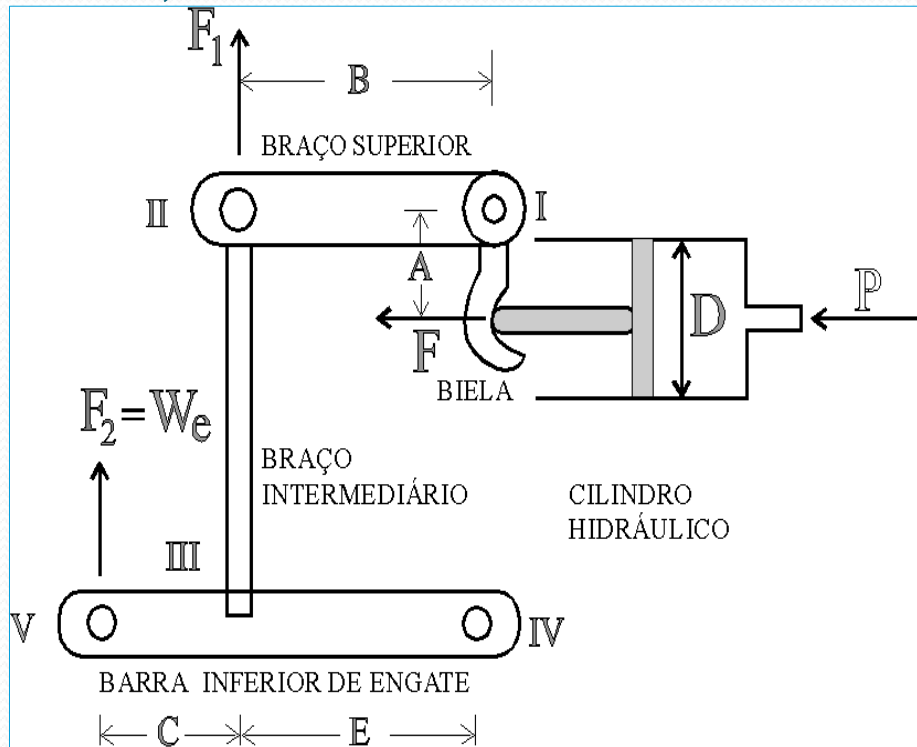 F1
B
BRAÇO SUPERIOR
II
I
A
D
P
F
BIELA
F2 = We
BRAÇO
INTERMEDIÁRIO
CILINDRO
HIDRÁULICO
III
V
IV
BARRA INFERIOR DE ENGATE
C
E